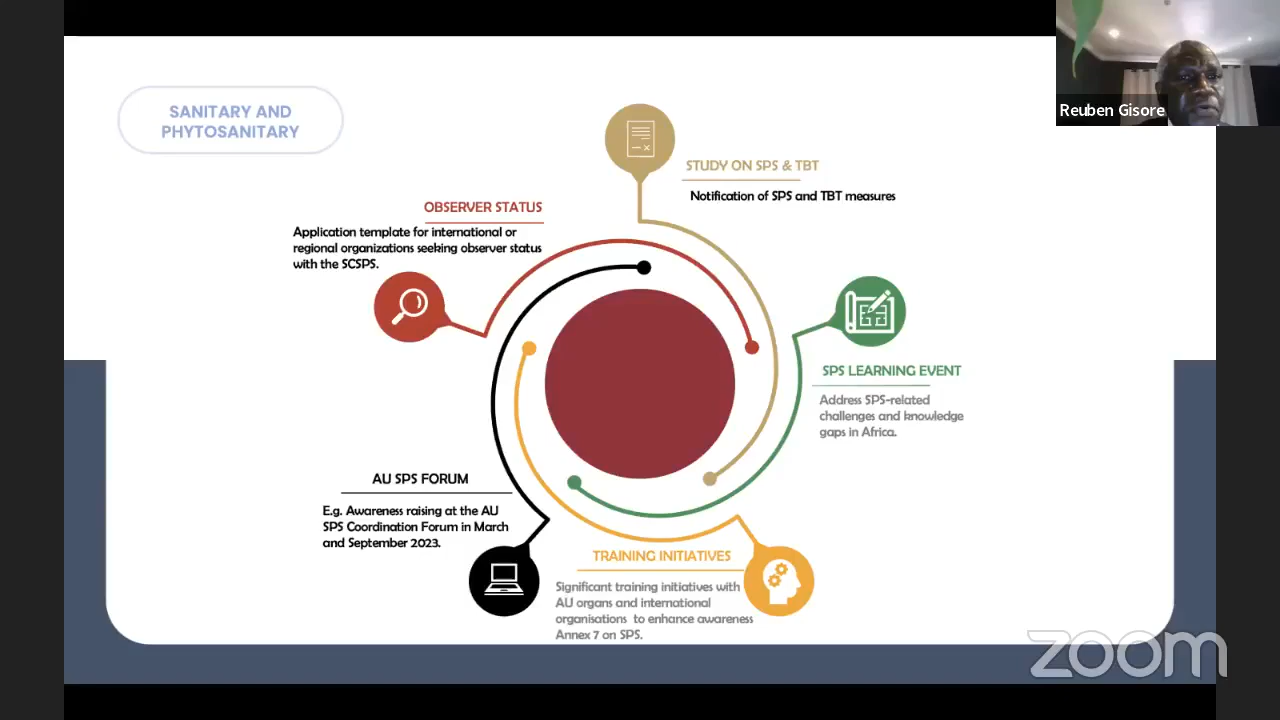 SANITARY AND
PHYTOSANITARY
Reuben Gisore
STUDY ON SPS & TBT
Notification of SPS and TBT measures
OBSERVER STATUS
Application template for international or
regional organizations seeking observer status
with the SCSPS.
SPS LEARNING EVENT
Address SPS-related
challenges and knowledge
gaps in Africa.
AU SPS FORUM
E.g. Awareness raising at the AU
SPS Coordination Forum in March
and September 2023.
TRAINING INITIATIVES
Significant training initiatives with
AU organs and international
organisations to enhance awareness
Annex 7 on SPS.
zoom